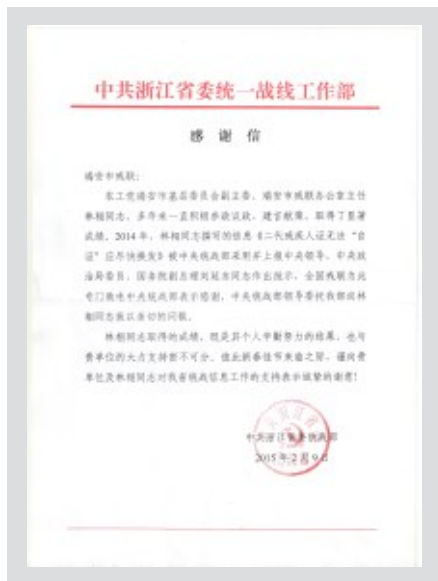 中共浙江省委统一战线工作部
感谢信
瑞安市残联:
农工党瑞安市基层委员会副主委、瑞安市残联办公室主任
林相同志,多年来一直积极参政议政,建言献策,取得了显著
成绩。2014年,林相同志撰写的信息《二代残疾人证无法“自
证”应尽快换发》被中央统战部采用并上报中央领导,中央政
治局委员、国务院副总理刘延东同志作出批示,全国残联为此
专门致电中央统战部表示感谢,中央统战部领导委托我部向林
相同志致以亲切的问候。
林相同志取得的成绩,既是其个人辛勤努力的结果,也与
贵单位的大力支持密不可分。值此新春佳节来临之际,谨向贵
单位及林相同志对我省统战信息工作的支持表示诚挚的谢意!
中共浙江省委统战部
2015年2月9日